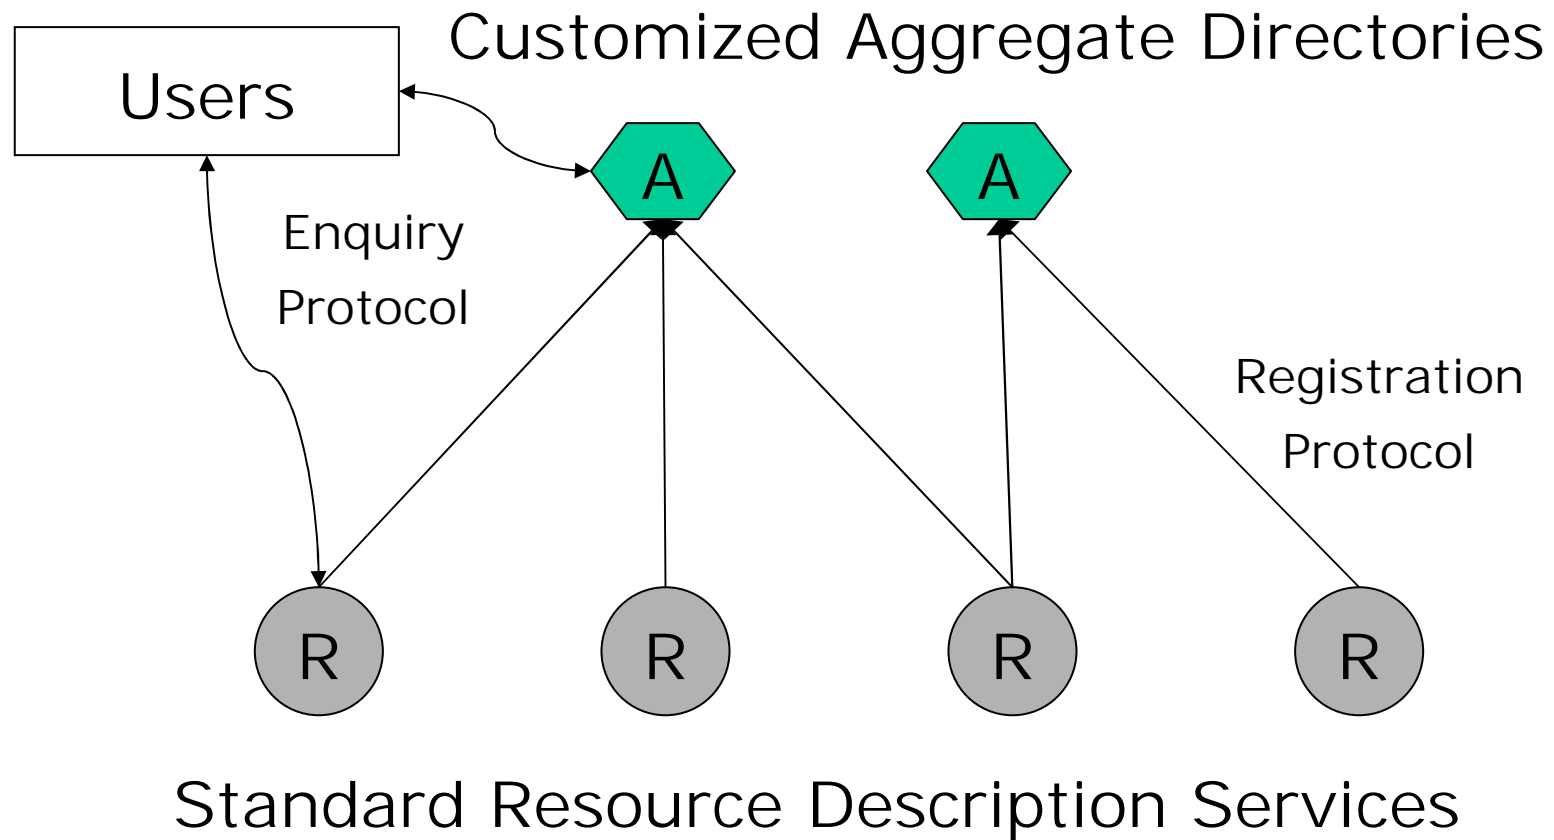 Customized Aggregate Directories
Users
A
A
Enquiry
Protocol
Registration
Protocol
R
R
R
R
Standard Resource Description Services